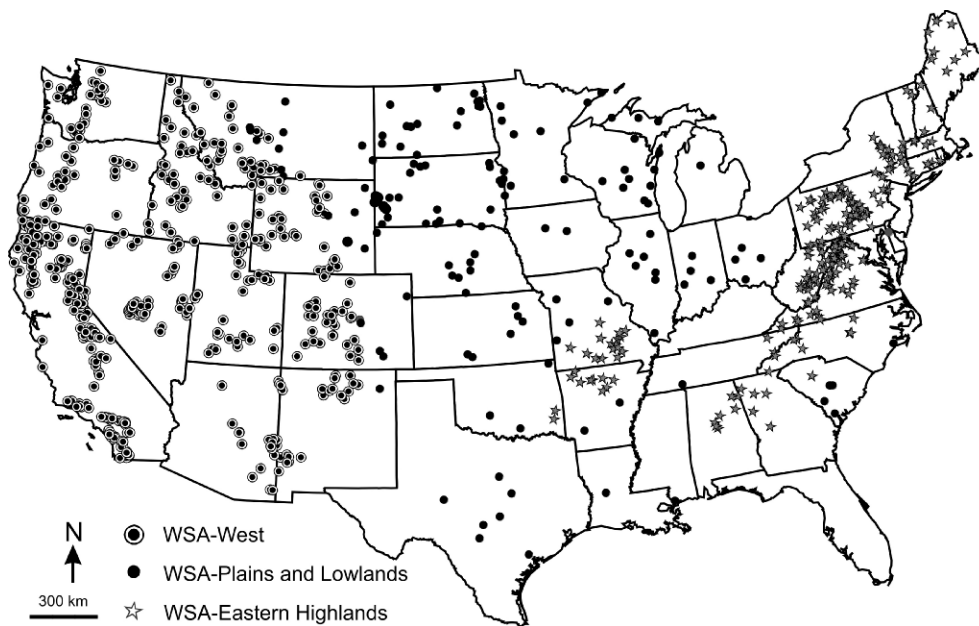 N
WSA-West
WSA-Plains and Lowlands
300 km
WSA-Eastern Highlands